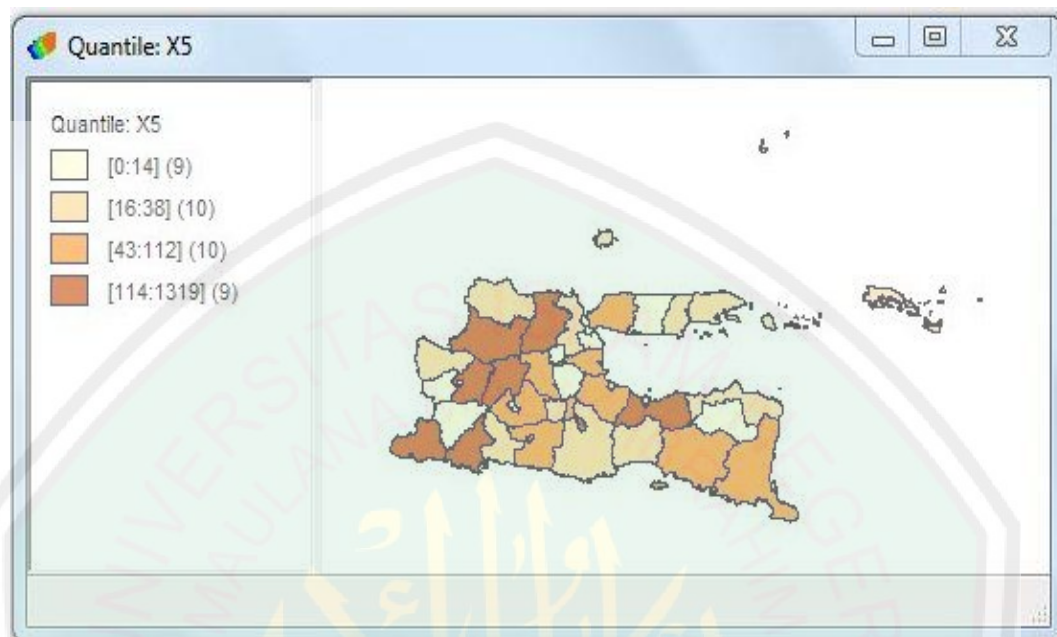 Quantile: X5
Quantile: X5
[0:14] (9)
[16:38] (10)
[43:112] (10)
[114:1319] (9)